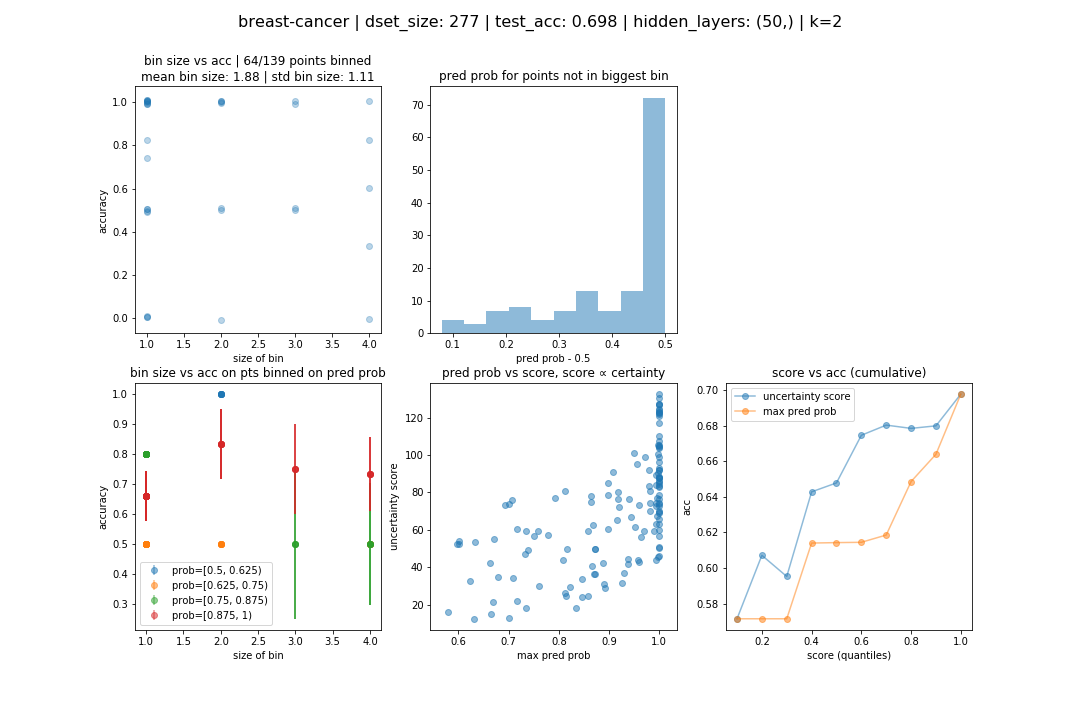 breast-cancer | dset_size: 277 | test_acc: 0.698 | hidden_layers: (50,) | k=2
bin size vs acc | 64/139 points binned
mean bin size: 1.88 | std bin size: 1.11
1.0
0.8
0.6
0.4
0.2
0.0
accuracy
1.0 1.5 2.0 2.5 3.0 3.5 4.0
size of bin
pred prob for points not in biggest bin
70
60
50
40
30
20
10
0
0.1 0.2 0.3 0.4 0.5
pred prob - 0.5
bin size vs acc on pts binned on pred prob
1.0
0.9
0.8
0.7
0.6
0.5
0.4
0.3
accuracy
prob=[0.5, 0.625)
prob=[0.625, 0.75)
prob=[0.75, 0.875)
prob=[0.875, 1)
1.0 1.5 2.0 2.5 3.0 3.5 4.0
size of bin
pred prob vs score, score ∝ certainty
120
100
80
60
40
20
uncertainty score
0.6 0.7 0.8 0.9 1.0
max pred prob
score vs acc (cumulative)
0.70
0.68
0.66
0.64
0.62
0.60
0.58
acc
uncertainty score
max pred prob
0.2 0.4 0.6 0.8 1.0
score (quantiles)